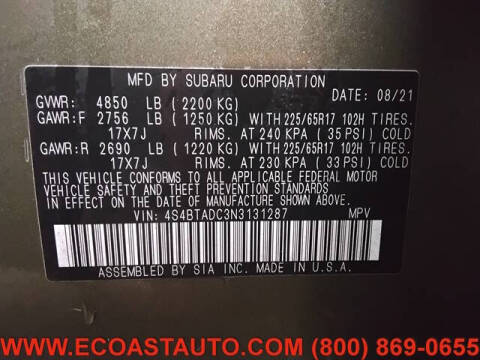 MFD BY SUBARU CORPORATION
GVWR: 4850 LB (2200 KG) DATE: 08/21
GAWR:F 2756 LB (1250 KG) WITH 225/65R17 102H TIRES.
17X7J RIMS. AT 240 KPA (35 PSI) COLD
GAWR:R 2690 LB (1220 KG) WITH 225/65R17 102H TIRES.
17X7J RIMS. AT 230 KPA (33 PSI) COLD
THIS VEHICLE CONFORMS TO ALL APPLICABLE FEDERAL MOTOR
VEHICLE SAFETY AND THEFT PREVENTION STANDARDS
IN EFFECT ON THE DATE OF MANUFACTURE SHOWN ABOVE.
VIN: 4S4BTADC3N3131287 MPV
ASSEMBLED BY SIA INC. MADE IN U.S.A.
WWW.ECOASTAUTO.COM (800) 869-0655